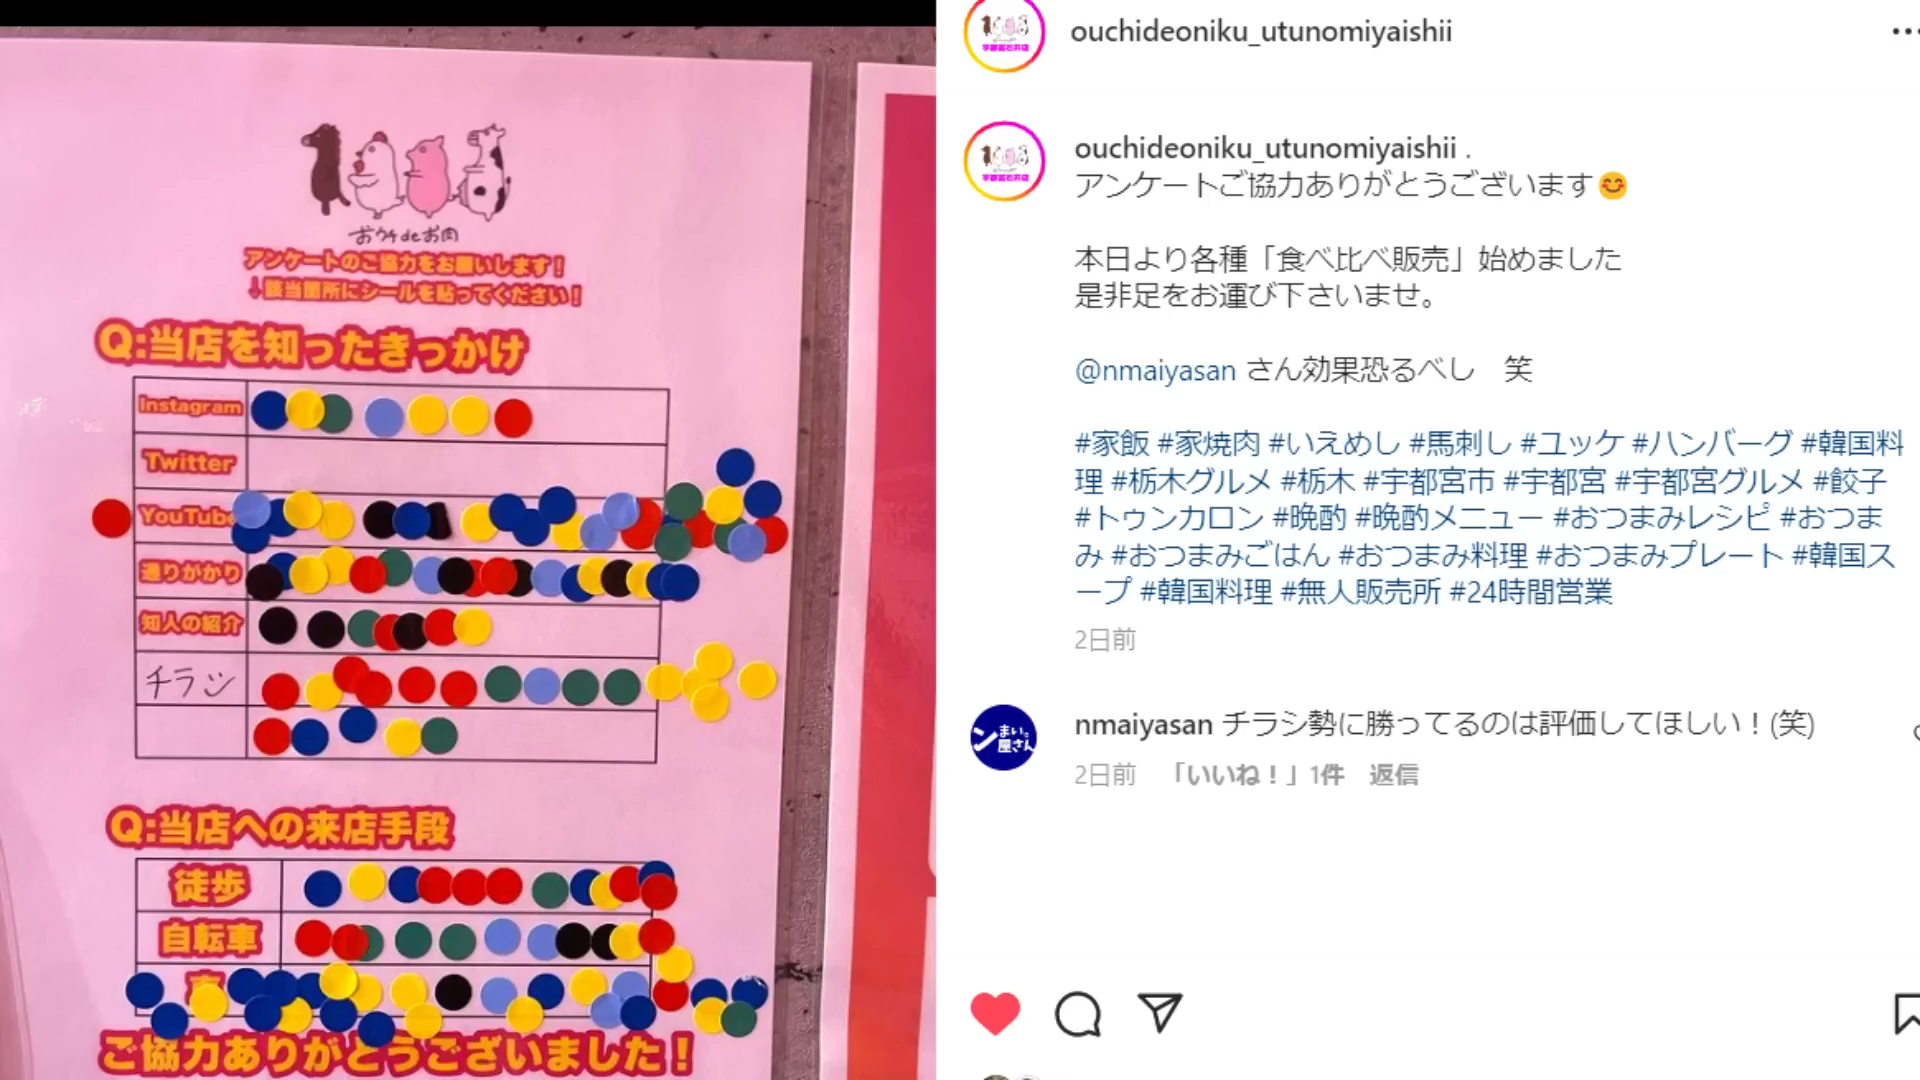 おウチdeお肉
アンケートのご協力をお願いします！
↓該当箇所にシールを貼ってください！
Q:当店を知ったきっかけ
Instagram
Twitter
YouTube
通りがかり
知人の紹介
チラシ
Q:当店への来店手段
徒歩
自転車
車
ご協力ありがとうございました！
ouchideoniku_utunomiyaishii
ouchideoniku_utunomiyaishii .
アンケートご協力ありがとうございます😊
本日より各種「食べ比べ販売」始めました
是非足をお運び下さいませ。
@nmaiyasan さん効果恐るべし　笑
#家飯 #家焼肉 #いえめし #馬刺し #ユッケ #ハンバーグ #韓国料
理 #栃木グルメ #栃木 #宇都宮市 #宇都宮 #宇都宮グルメ #餃子
#トゥンカロン #晩酌 #晩酌メニュー #おつまみレシピ #おつま
み #おつまみごはん #おつまみ料理 #おつまみプレート #韓国ス
ープ #韓国料理 #無人販売所 #24時間営業
2日前
まい。
ン屋さん
nmaiyasan チラシ勢に勝ってるのは評価してほしい！(笑)
2日前 「いいね！」1件 返信